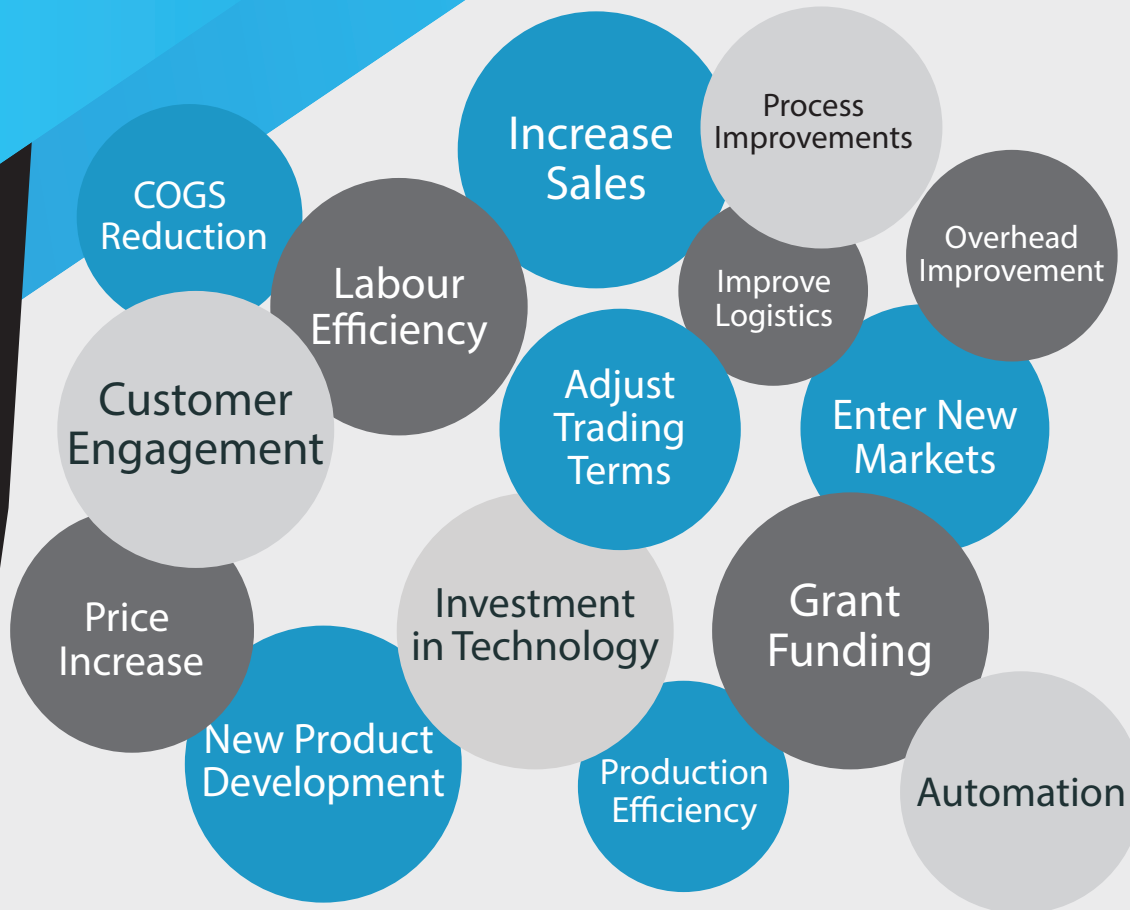 Increase
Sales
Process
Improvements
COGS
Reduction
Labour
Efficiency
Improve
Logistics
Overhead
Improvement
Customer
Engagement
Adjust
Trading
Terms
Enter New
Markets
Price
Increase
Investment
in Technology
Grant
Funding
New Product
Development
Production
Efficiency
Automation